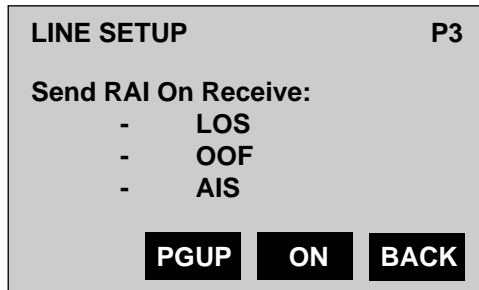 LINE SETUP P3
Send RAI On Receive:
- LOS
- OOF
- AIS
PGUP ON BACK